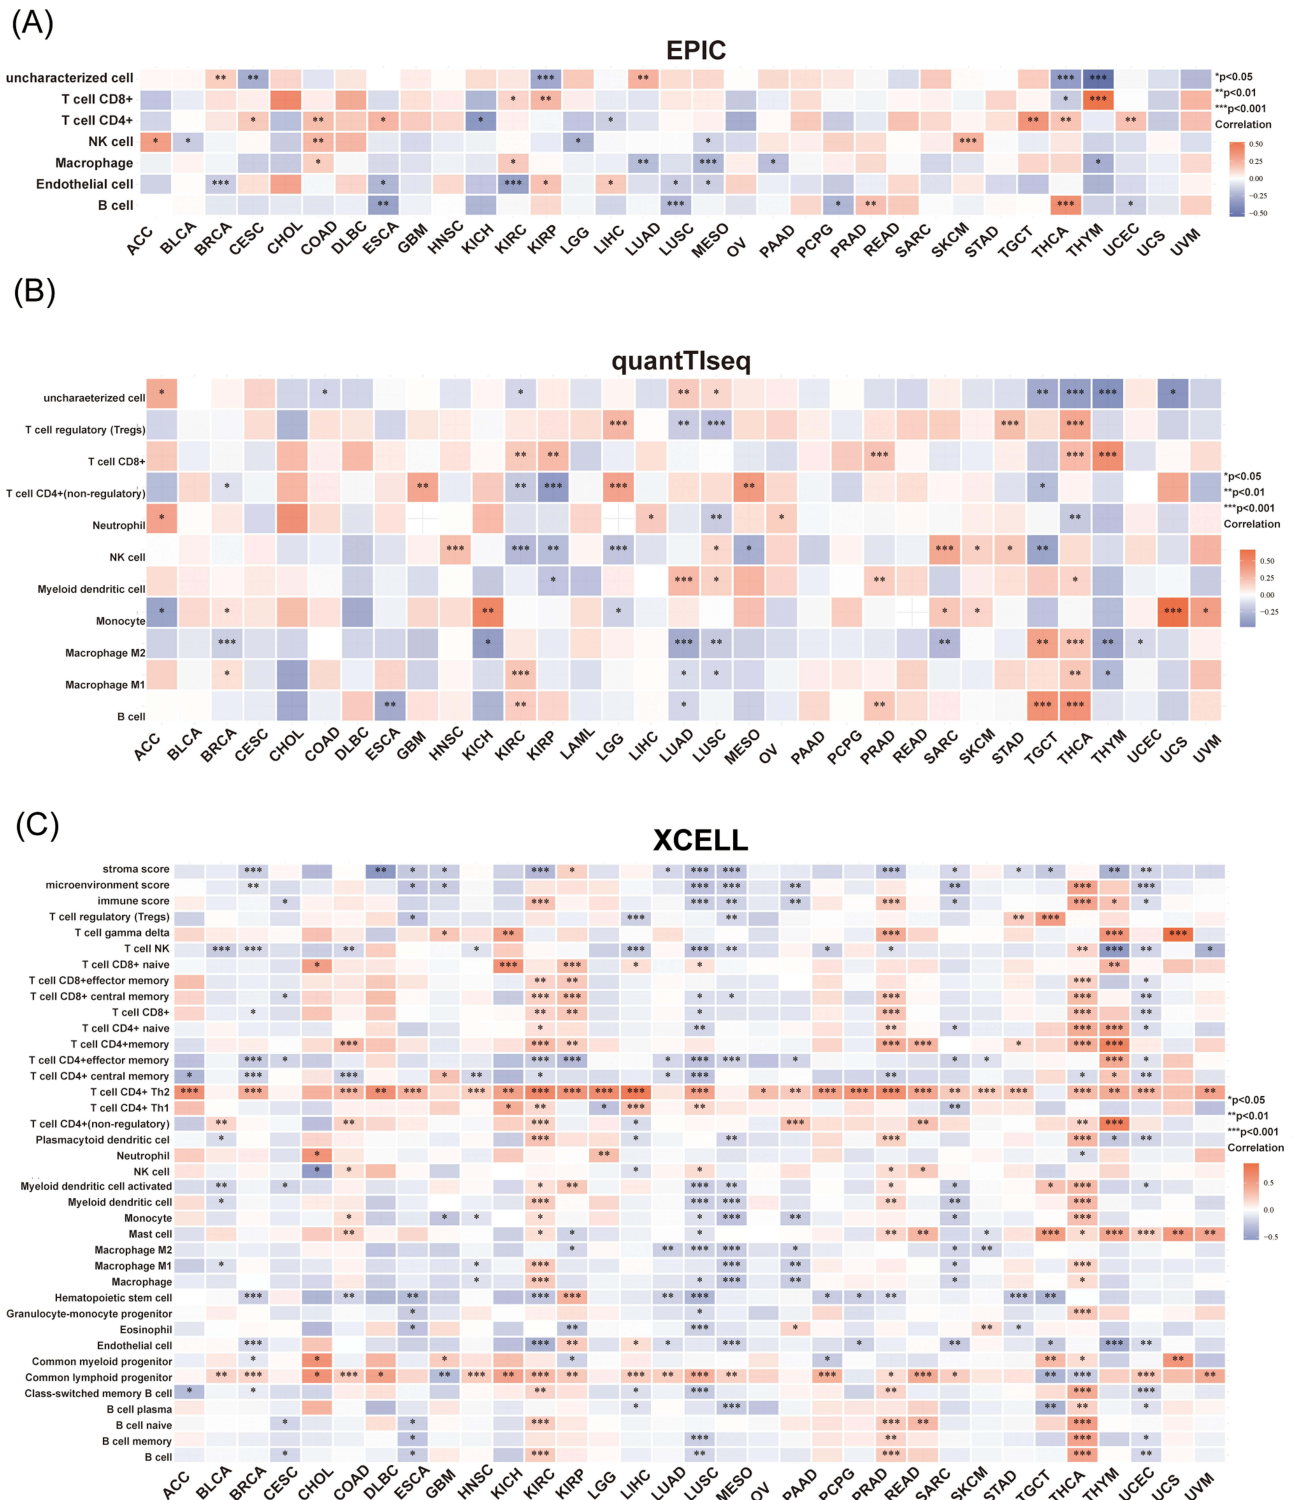 (A)
EPIC
uncharacterized cell ** ** *** ** *** ***
T cell CD8+ * ** * ***
T cell CD4+ * ** * * * ** ** **
NK cell * * ** * * ***
Macrophage * * ** *** * *
Endothelial cell *** * *** * * * *
B cell ** *** * ** *** *
*p<0.05
**p<0.01
***p<0.001
Correlation
0.50
0.25
0.00
−0.25
−0.50
ACC BLCA BRCA CESC CHOL COAD DLBC ESCA GBM HNSC KICH KIRC KIRP LGG LIHC LUAD LUSC MESO OV PAAD PCPG PRAD READ SARC SKCM STAD TGCT THCA THYM UCEC UCS UVM
(B)
quantTIseq
uncharaeterized cell * * * ** * ** *** *** *
T cell regulatory (Tregs) *** ** *** *** ***
T cell CD8+ ** ** *** *** ***
T cell CD4+(non-regulatory) * ** ** *** *** ** *
Neutrophil * * ** * **
NK cell *** *** ** *** * * *** * * **
Myeloid dendritic cell * *** * ** *
Monocyte * * ** * * * *** *
Macrophage M2 *** * *** ** ** ** *** ** *
Macrophage M1 * *** * * ** *
B cell ** ** * ** *** ***
*p<0.05
**p<0.01
***p<0.001
Correlation
0.50
0.25
0.00
−0.25
ACC BLCA BRCA CESC CHOL COAD DLBC ESCA GBM HNSC KICH KIRC KIRP LAML LGG LIHC LUAD LUSC MESO OV PAAD PCPG PRAD READ SARC SKCM STAD TGCT THCA THYM UCEC UCS UVM
(C)
XCELL
stroma score *** ** * * *** * * *** *** *** * * * ** **
microenvironment score ** * * *** *** ** ** *** ***
immune score * *** *** ** ** *** * *** * *
T cell regulatory (Tregs) * *** ** ** ***
T cell gamma delta * ** *** *** ***
T cell NK *** *** ** * *** *** ** * * ** *** ** *
T cell CD8+ naive * *** *** * * **
T cell CD8+effector memory ** ** *** *
T cell CD8+ central memory * *** *** * * *** *** **
T cell CD8+ * ** ** * *** *** **
T cell CD4+ naive * ** ** * *** *** *
T cell CD4+memory *** *** ** *** *** * *** ***
T cell CD4+effector memory *** * *** *** * *** *** * * * *** *
T cell CD4+ central memory * *** *** * ** * * *** ** * * **
T cell CD4+ Th2 *** *** *** ** *** *** ** *** *** *** *** *** * ** *** *** *** *** ** *** *** ** ** *** **
T cell CD4+ Th1 * ** * *** ** **
T cell CD4+(non-regulatory) ** ** *** * *** ** ** ***
Plasmacytoid dendritic cel * *** * ** *** *** * **
Neutrophil * ** *
NK cell * * * * * *
Myeloid dendritic cell activated ** * * ** *** ** * * * *** *
Myeloid dendritic cell * *** *** *** ** ** ***
Monocyte * * * * * *** ** * ***
Mast cell ** * * * ** ** * *** * *** *** ** **
Macrophage M2 * ** *** *** * * **
Macrophage M1 * * *** *** ** * ***
Macrophage * *** * *** ** * *
Hematopoietic stem cell *** ** ** *** *** ** *** * * ** *** **
Granulocyte-monocyte progenitor * * ***
Eosinophil * ** *** * ** *
Endothelial cell *** *** ** * * *** * ** * *** **
Common myeloid progenitor * * * * * ** * **
Common lymphoid progenitor ** *** * *** * ** *** ** *** ** ** ** *** ** *** * *** * ** *** *** **
Class-switched memory B cell * * ** * *** ** *** ***
B cell plasma * *** ** ** *
B cell naive * * *** *** ** ***
B cell memory * *** ** *** *
B cell * * *** ** *** *** **
*p<0.05
**p<0.01
***p<0.001
Correlation
0.5
0.0
−0.5
ACC BLCA BRCA CESC CHOL COAD DLBC ESCA GBM HNSC KICH KIRC KIRP LGG LIHC LUAD LUSC MESO OV PAAD PCPG PRAD READ SARC SKCM STAD TGCT THCA THYM UCEC UCS UVM